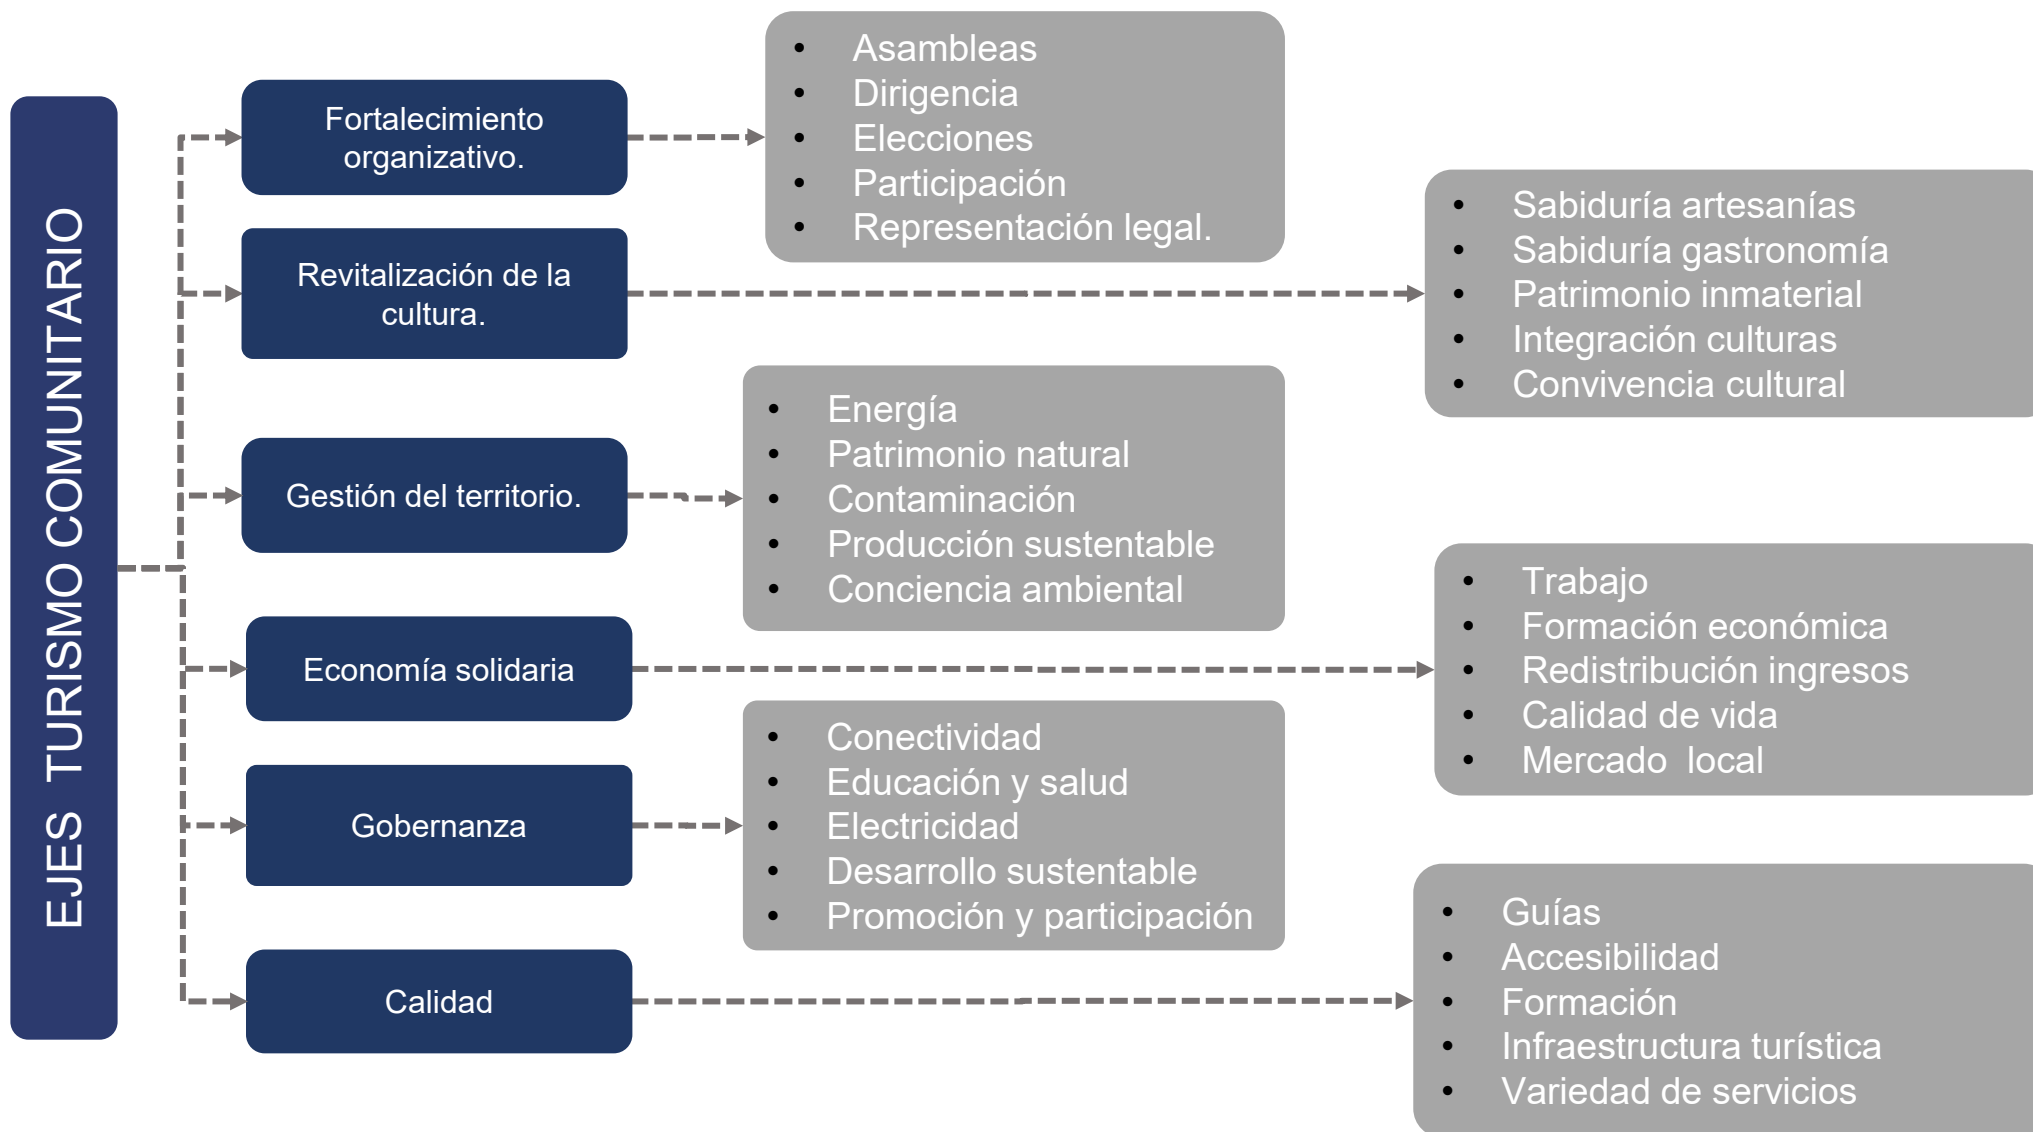 EJES  TURISMO COMUNITARIO
Fortalecimiento
organizativo.
• Asambleas
• Dirigencia
• Elecciones
• Participación
• Representación legal.
Revitalización de la
cultura.
• Sabiduría artesanías
• Sabiduría gastronomía
• Patrimonio inmaterial
• Integración culturas
• Convivencia cultural
Gestión del territorio.
• Energía
• Patrimonio natural
• Contaminación
• Producción sustentable
• Conciencia ambiental
Economía solidaria
• Trabajo
• Formación económica
• Redistribución ingresos
• Calidad de vida
• Mercado  local
Gobernanza
• Conectividad
• Educación y salud
• Electricidad
• Desarrollo sustentable
• Promoción y participación
Calidad
• Guías
• Accesibilidad
• Formación
• Infraestructura turística
• Variedad de servicios